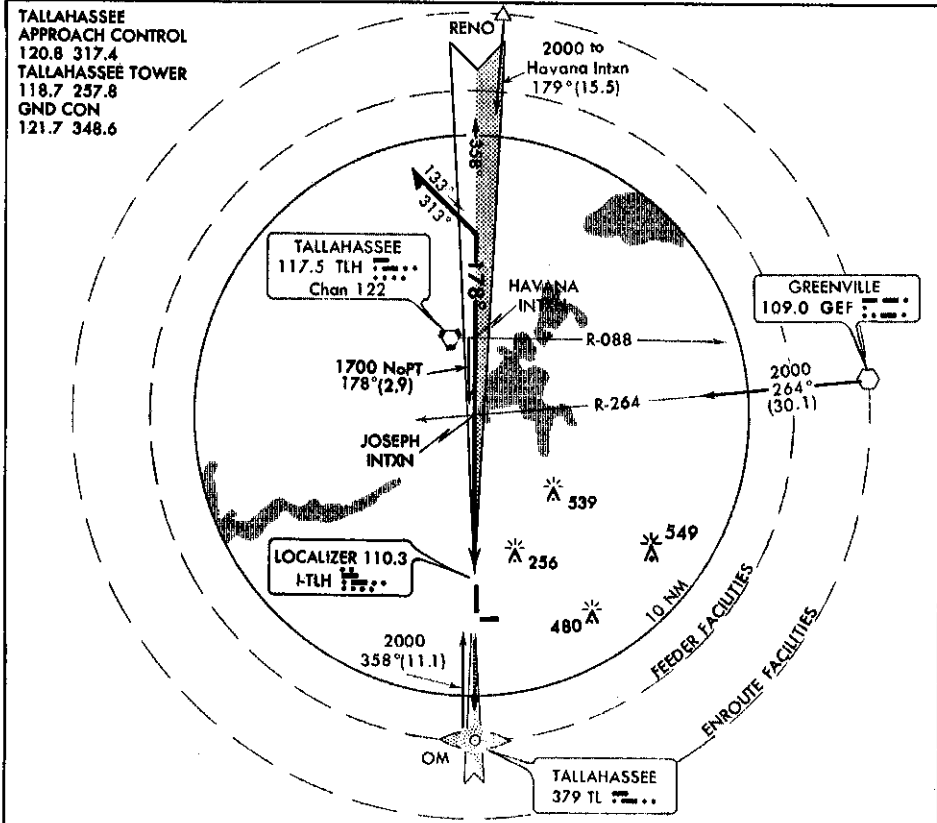 TALLAHASSEE
APPROACH CONTROL
120.8 317.4
TALLAHASSEE TOWER
118.7 257.8
GND CON
121.7 348.6
RENO
2000 to
Havana Intxn
179°(15.5)
358°
133°
313°
TALLAHASSEE
117.5 TLH
Chan 122
178°
HAVANA
INTXN
GREENVILLE
109.0 GEF
R-088
1700 NoPT
178°(2.9)
2000
264°
(30.1)
R-264
JOSEPH
INTXN
539
549
LOCALIZER 110.3
I-TLH
256
480
10 NM
2000
358°(11.1)
FEEDER FACILITIES
ENROUTE FACILITIES
OM
TALLAHASSEE
379 TL